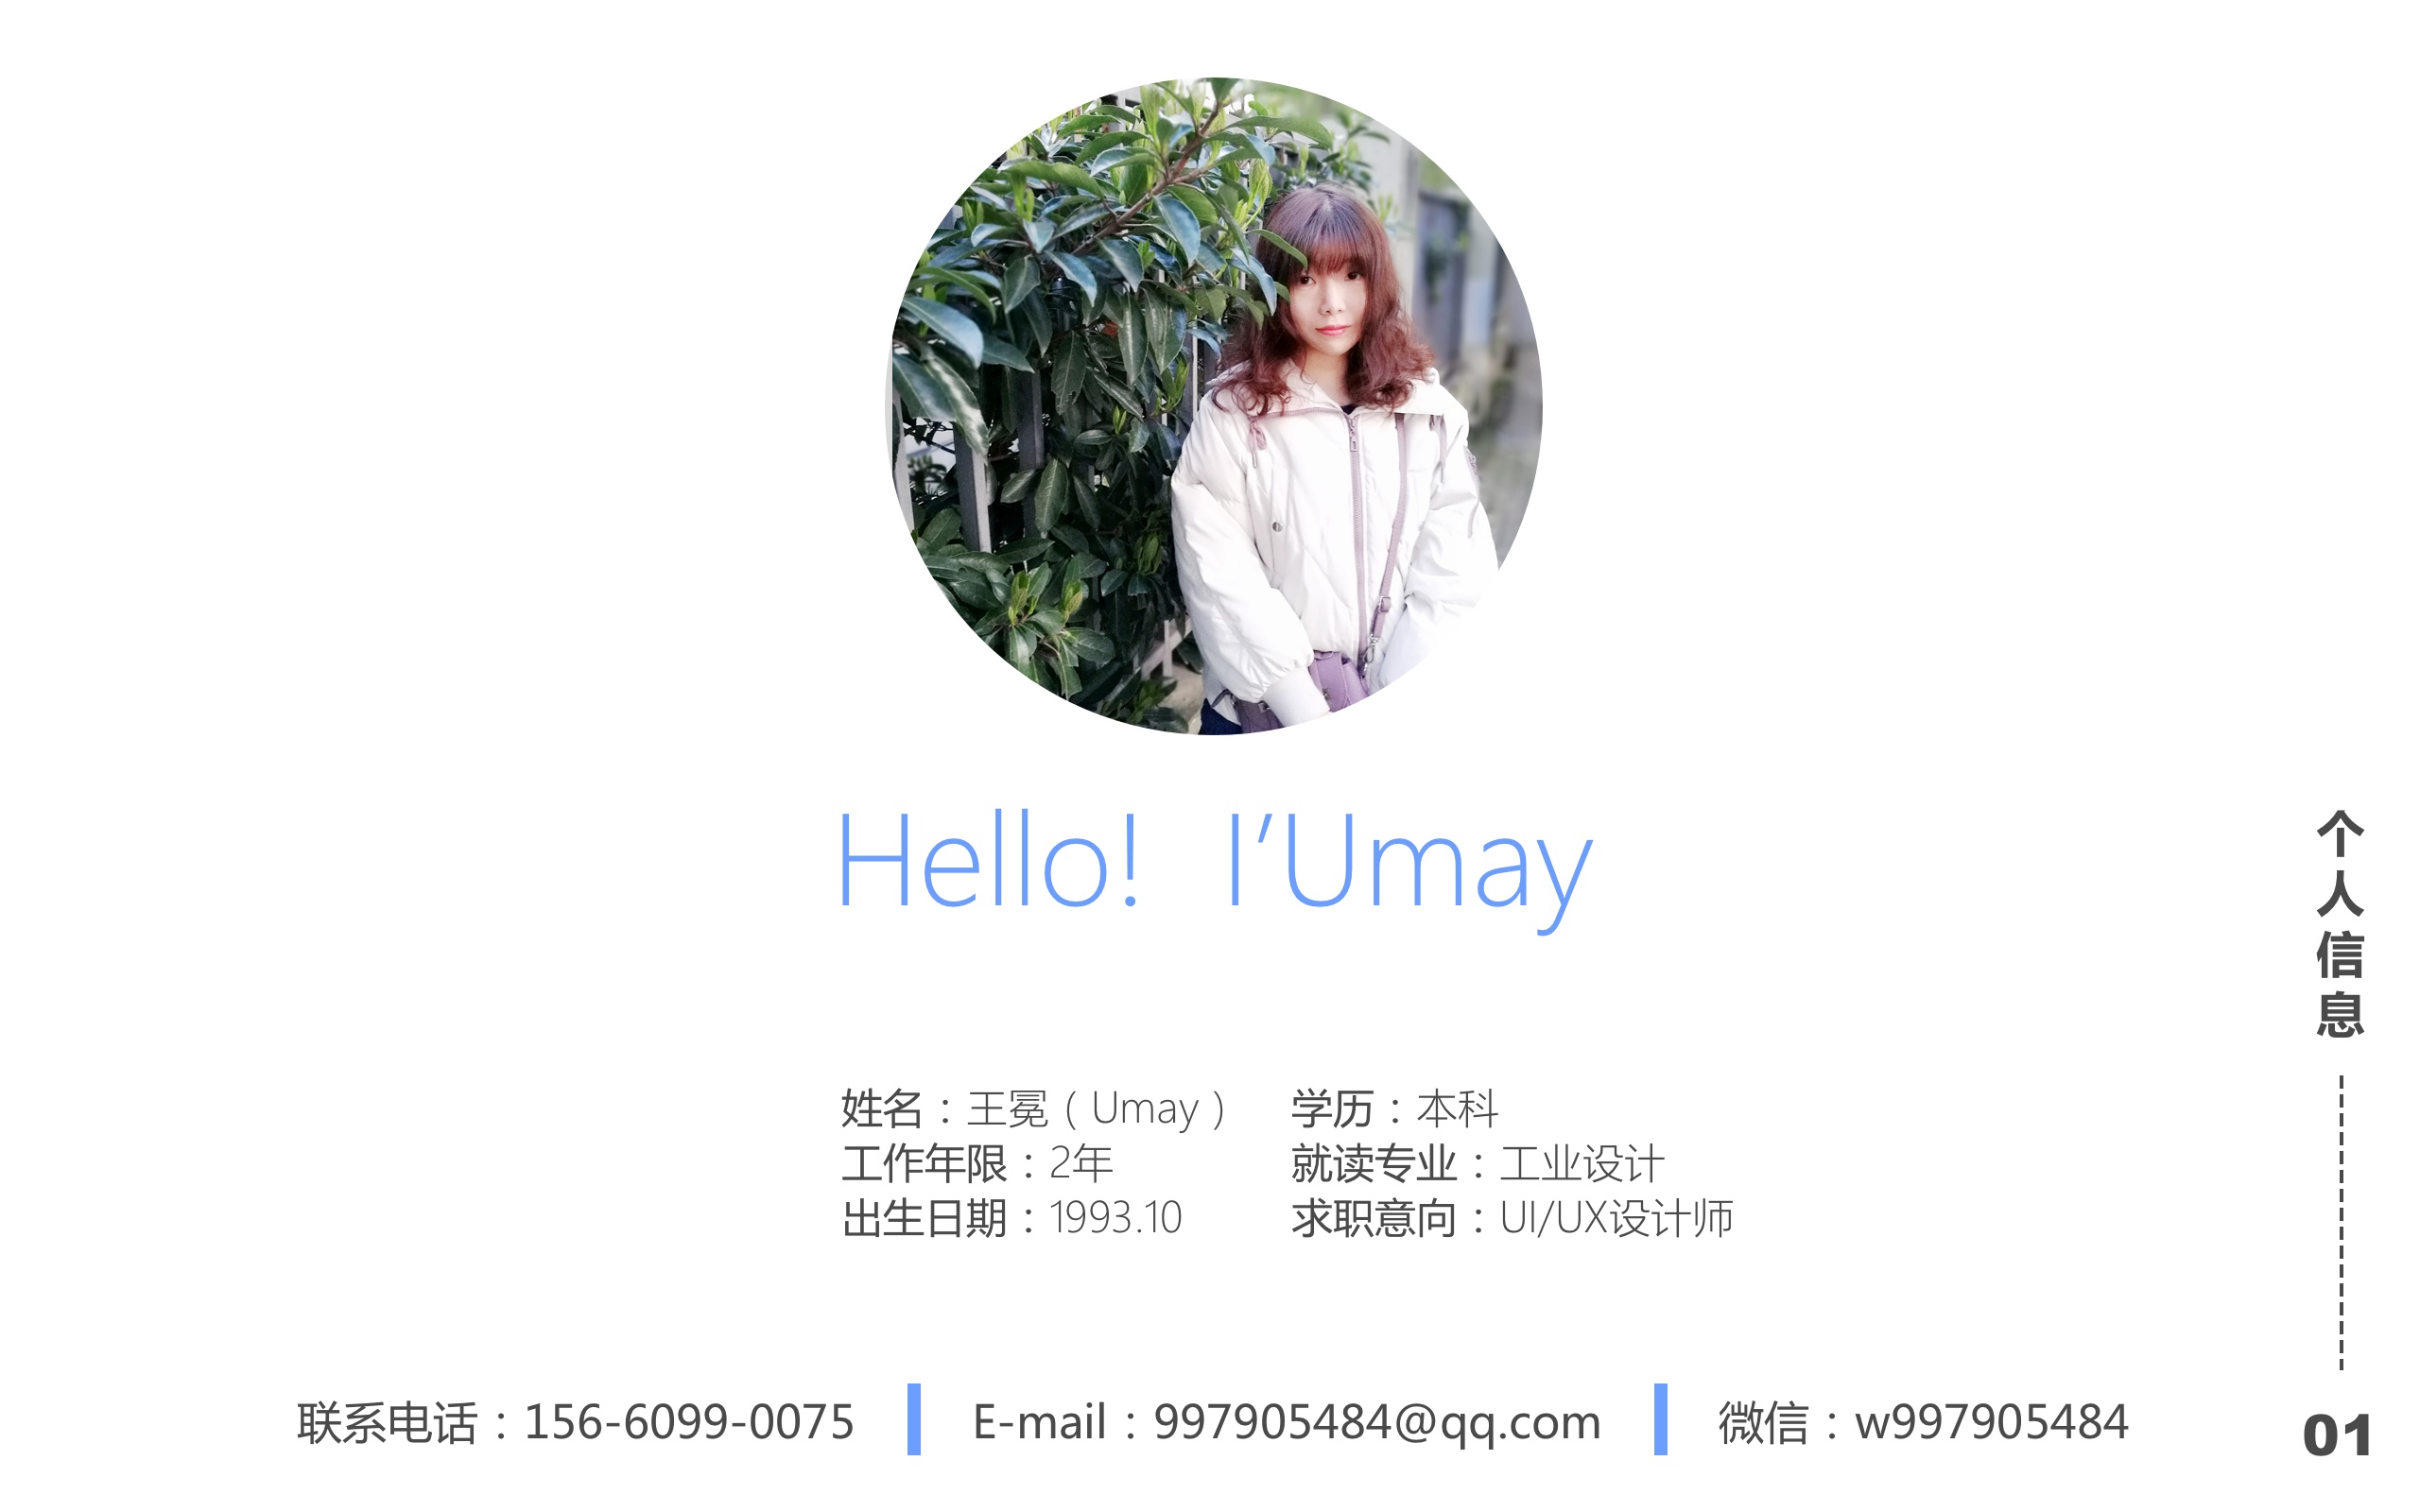 Hello! I'Umay
个人信息
姓名：王冕（Umay） 学历：本科
工作年限：2年 就读专业：工业设计
出生日期：1993.10 求职意向：UI/UX设计师
联系电话：156-6099-0075 E-mail：997905484@qq.com 微信：w997905484
01